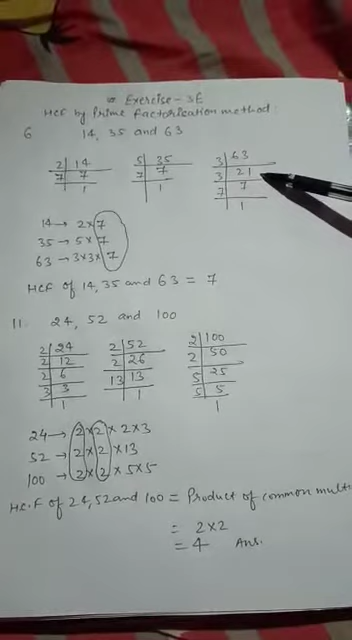 Exercise - 3E
HCF by Prime Factorication method:
6 14, 35 and 63
2 | 14 5 | 35 3 | 63
7 | 7 7 | 7 3 | 21
1 1 7 | 7
1
14 → 2×7
35 → 5×7
63 → 3×3×7
HCF of 14, 35 and 63 = 7
11. 24, 52 and 100
2 | 24 2 | 52 2 | 100
2 | 12 2 | 26 2 | 50
2 | 6 13 | 13 5 | 25
3 | 3 1 5 | 5
1 1
24 → 2×2×2×3
52 → 2×2×13
100 → 2×2×5×5
H.C.F of 24, 52 and 100 = Product of common mult
= 2×2
= 4 Ans.